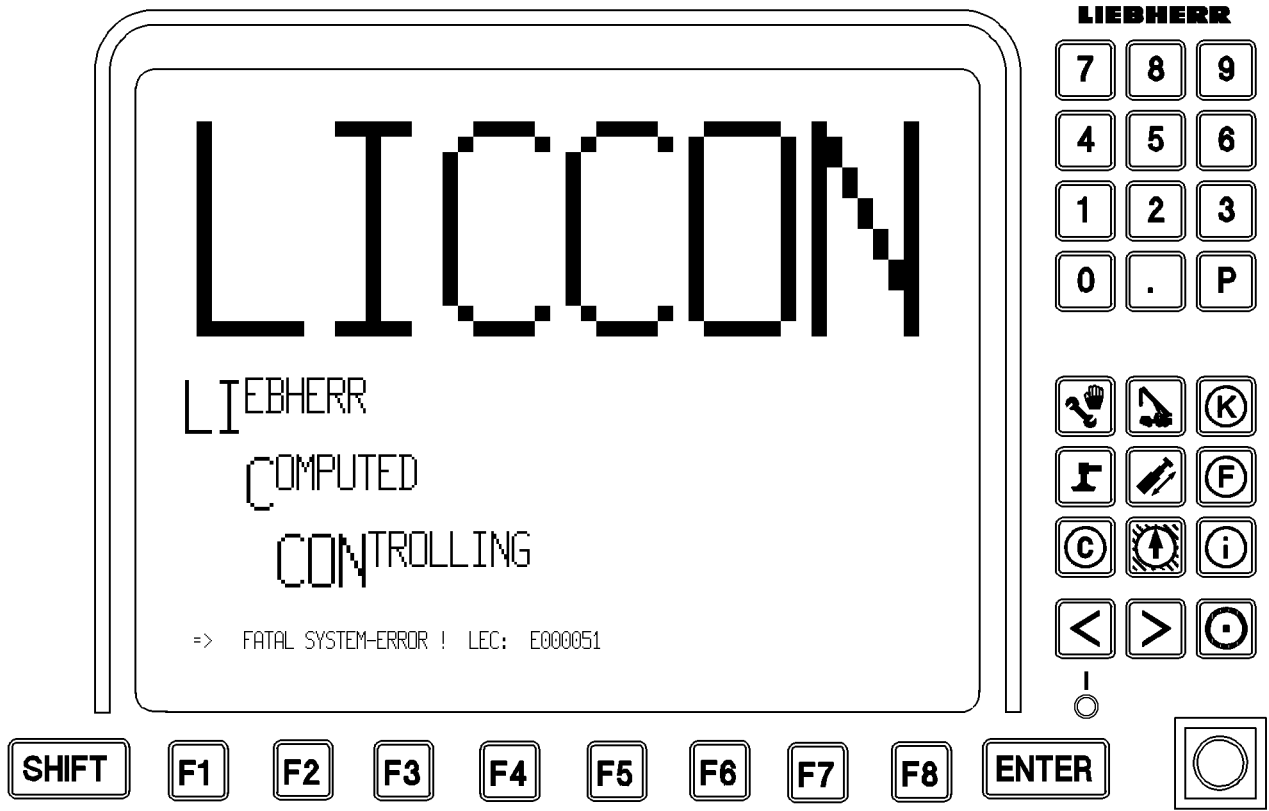 LIEBHERR
7 8 9
LICCON
4 5 6
1 2 3
0 . P
LIEBHERR
K
COMPUTED
F
CONTROLLING
C i
=> FATAL SYSTEM-ERROR ! LEC: E000051
< >
I
SHIFT F1 F2 F3 F4 F5 F6 F7 F8 ENTER